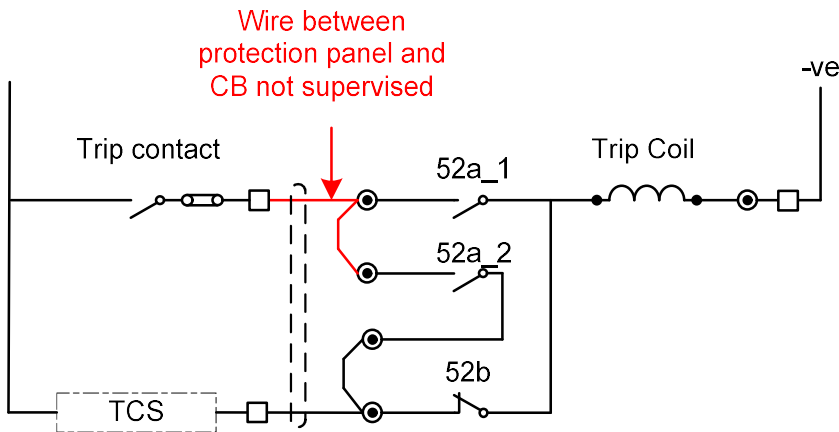 Wire between
protection panel and
CB not supervised
-ve
Trip contact
52a_1
Trip Coil
52a_2
52b
TCS